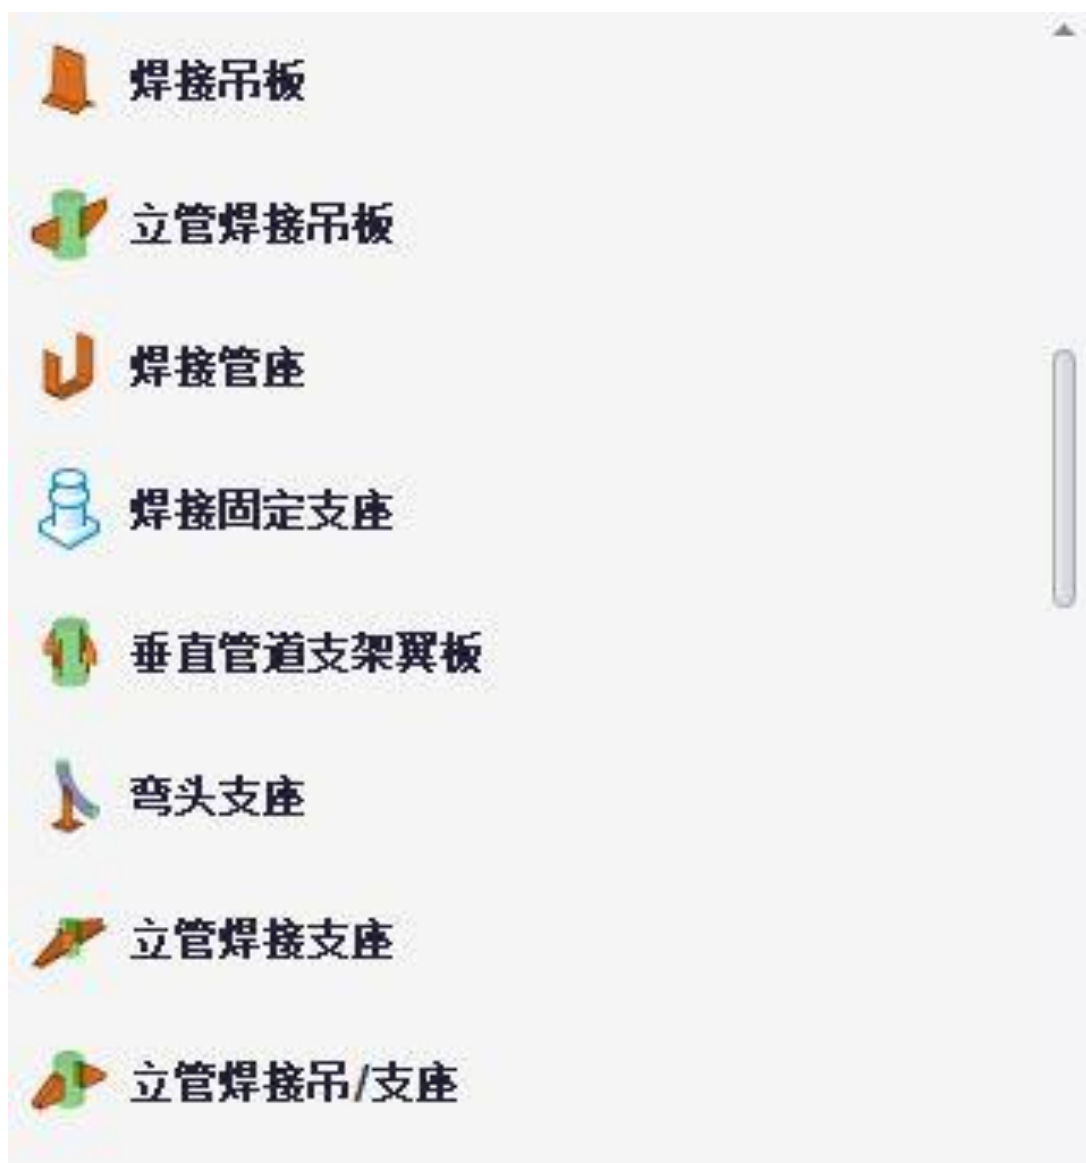 焊接吊板
立管焊接吊板
焊接管座
焊接固定支座
垂直管道支架翼板
弯头支座
立管焊接支座
立管焊接吊/支座